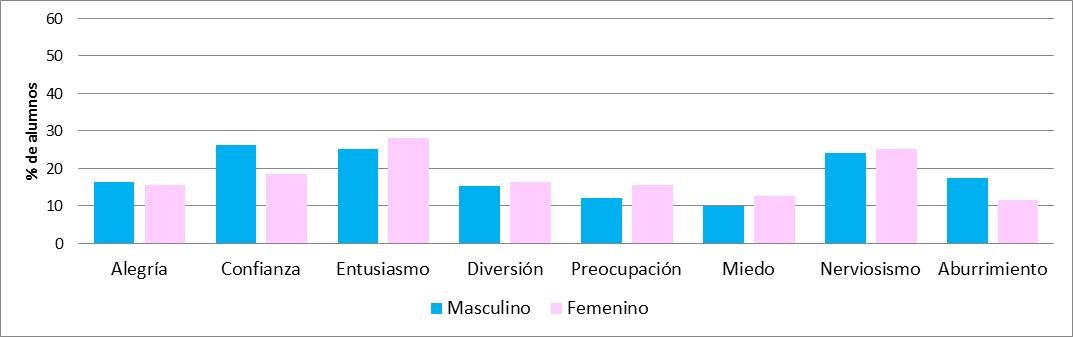 60
50
40
30
20
10
0
% de alumnos
Alegría Confianza Entusiasmo Diversión Preocupación Miedo Nerviosismo Aburrimiento
Masculino Femenino